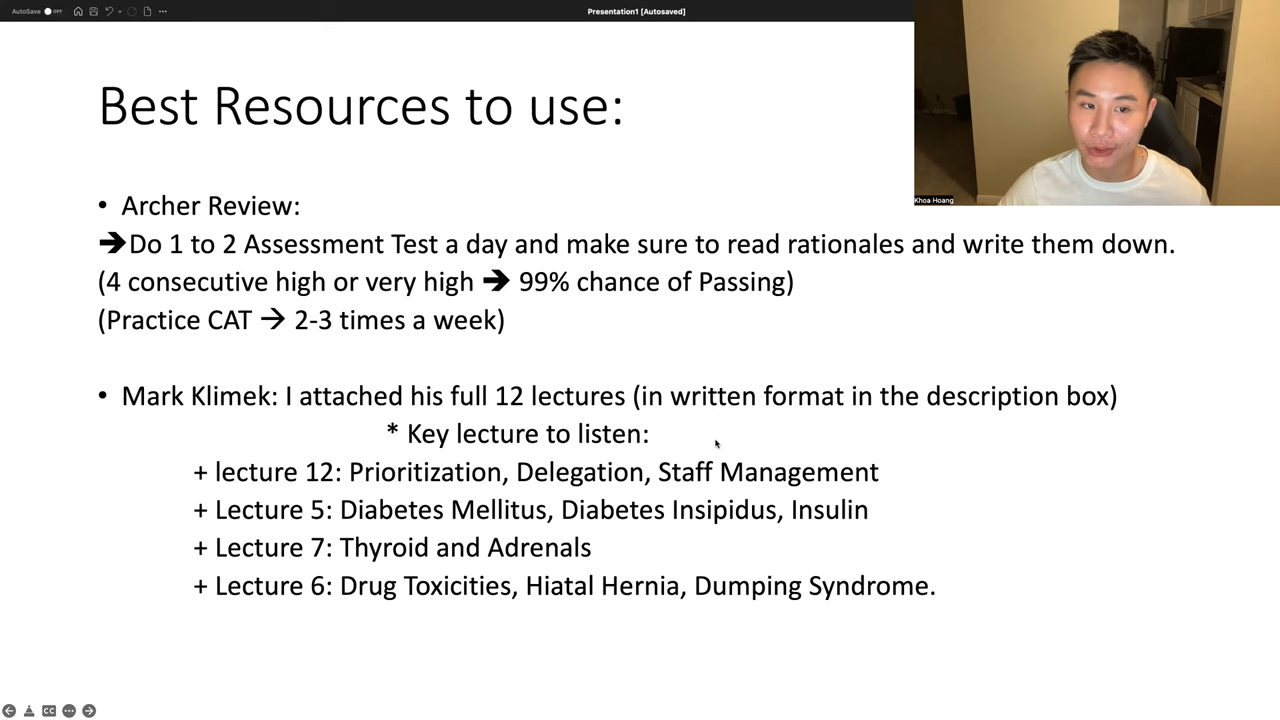 AutoSave OFF
Presentation1 [Autosaved]
Best Resources to use:
Khoa Hoang
• Archer Review:
➔Do 1 to 2 Assessment Test a day and make sure to read rationales and write them down.
(4 consecutive high or very high ➔ 99% chance of Passing)
(Practice CAT → 2-3 times a week)
• Mark Klimek: I attached his full 12 lectures (in written format in the description box)
* Key lecture to listen:
+ lecture 12: Prioritization, Delegation, Staff Management
+ Lecture 5: Diabetes Mellitus, Diabetes Insipidus, Insulin
+ Lecture 7: Thyroid and Adrenals
+ Lecture 6: Drug Toxicities, Hiatal Hernia, Dumping Syndrome.
CC